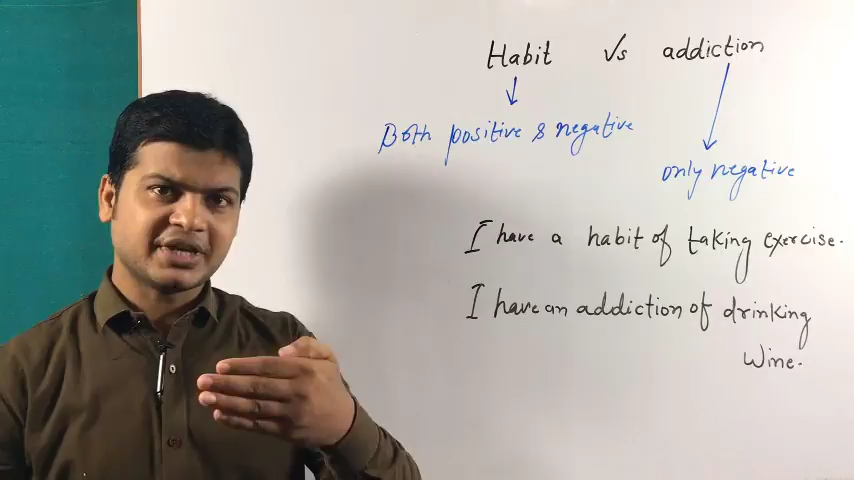 Habit Vs addiction
Both positive & negative
only negative
I have a habit of taking exercise.
I have an addiction of drinking
Wine.